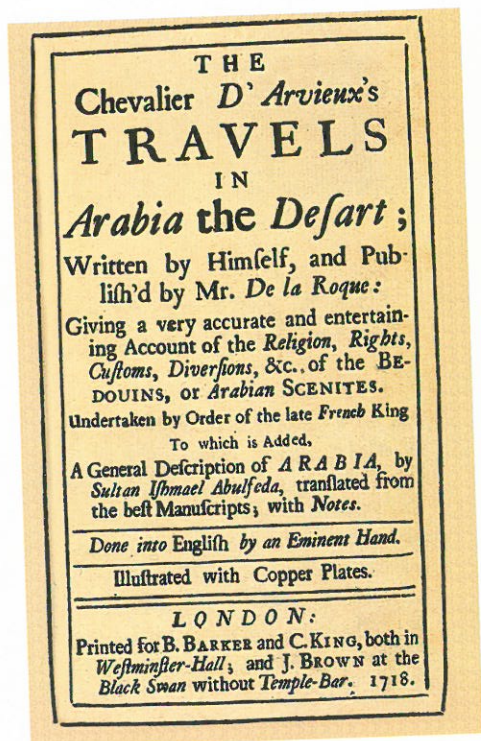 THE
Chevalier D' Arvieux's
TRAVELS
IN
Arabia the Deſart;
Written by Himſelf, and Pub-
liſh'd by Mr. De la Roque:
Giving a very accurate and entertain-
ing Account of the Religion, Rights,
Cuſtoms, Diverſions, &c. of the BE-
DOUINS, or Arabian SCENITES.
Undertaken by Order of the late French King
To which is Added,
A General Deſcription of ARABIA, by
Sultan Iſhmael Abulfeda, tranſlated from
the beſt Manuſcripts; with Notes.
Done into Engliſh by an Eminent Hand.
Illuſtrated with Copper Plates.
LONDON:
Printed for B. BARKER and C. KING, both in
Weſtminſter-Hall; and J. BROWN at the
Black Swan without Temple-Bar. 1718.